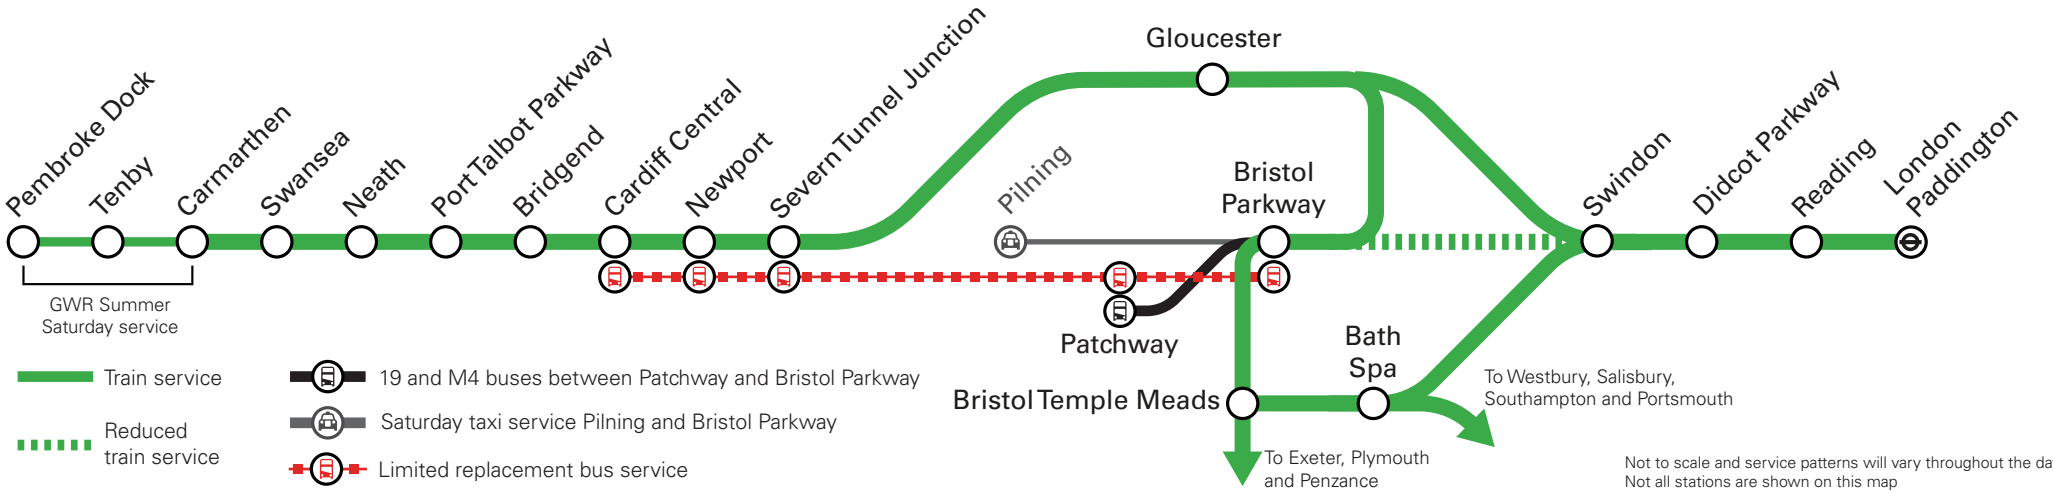 Pembroke Dock
Tenby
Carmarthen
Swansea
Neath
Port Talbot Parkway
Bridgend
Cardiff Central
Newport
Severn Tunnel Junction
Pilning
Gloucester
Bristol
Parkway
Patchway
Bristol Temple Meads
Bath
Spa
Swindon
Didcot Parkway
Reading
London
Paddington
GWR Summer
Saturday service
Train service
Reduced
train service
19 and M4 buses between Patchway and Bristol Parkway
Saturday taxi service Pilning and Bristol Parkway
Limited replacement bus service
To Exeter, Plymouth
and Penzance
To Westbury, Salisbury,
Southampton and Portsmouth
Not to scale and service patterns will vary throughout the da
Not all stations are shown on this map